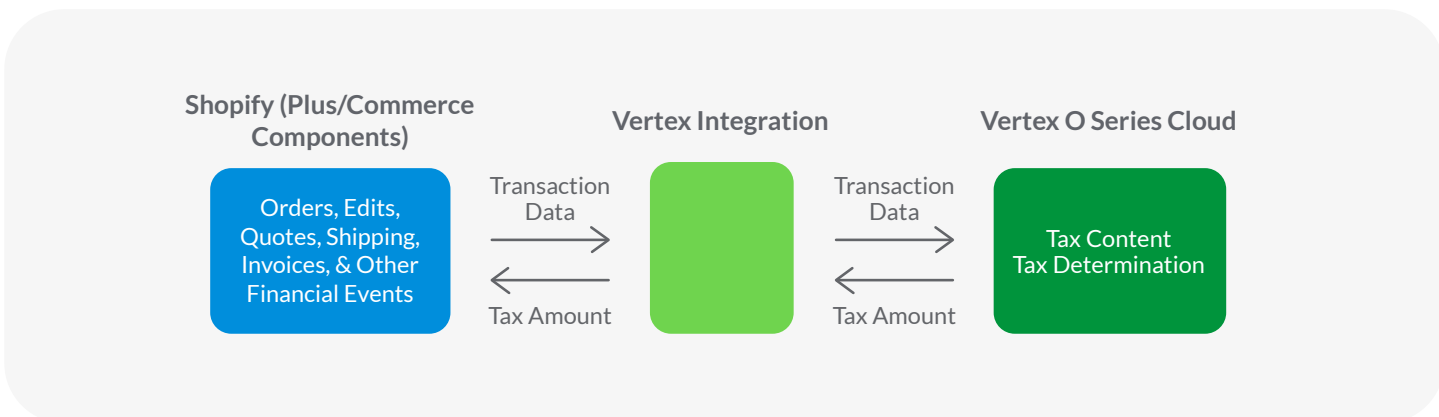 Shopify (Plus/Commerce
Components)
Vertex Integration
Vertex O Series Cloud
Orders, Edits,
Quotes, Shipping,
Invoices, & Other
Financial Events
Transaction
Data
Tax Amount
Transaction
Data
Tax Amount
Tax Content
Tax Determination